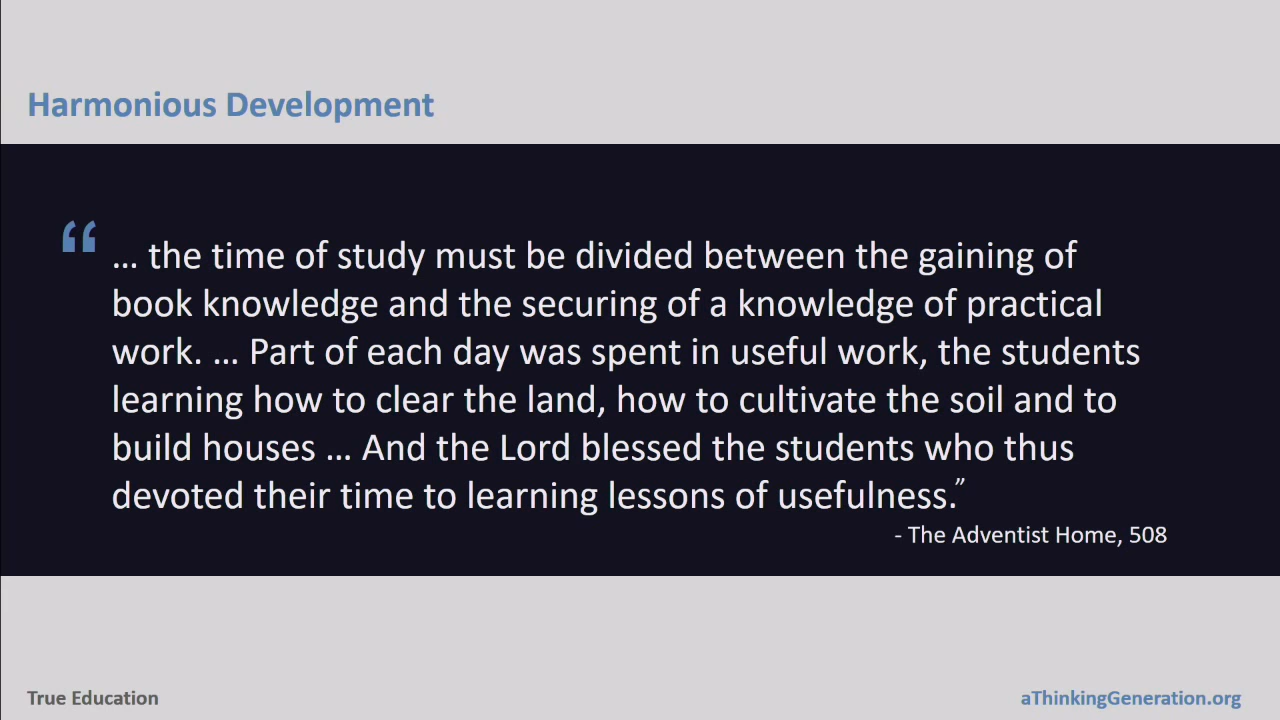 Harmonious Development
“
… the time of study must be divided between the gaining of
book knowledge and the securing of a knowledge of practical
work. … Part of each day was spent in useful work, the students
learning how to clear the land, how to cultivate the soil and to
build houses … And the Lord blessed the students who thus
devoted their time to learning lessons of usefulness.”
- The Adventist Home, 508
True Education
aThinkingGeneration.org